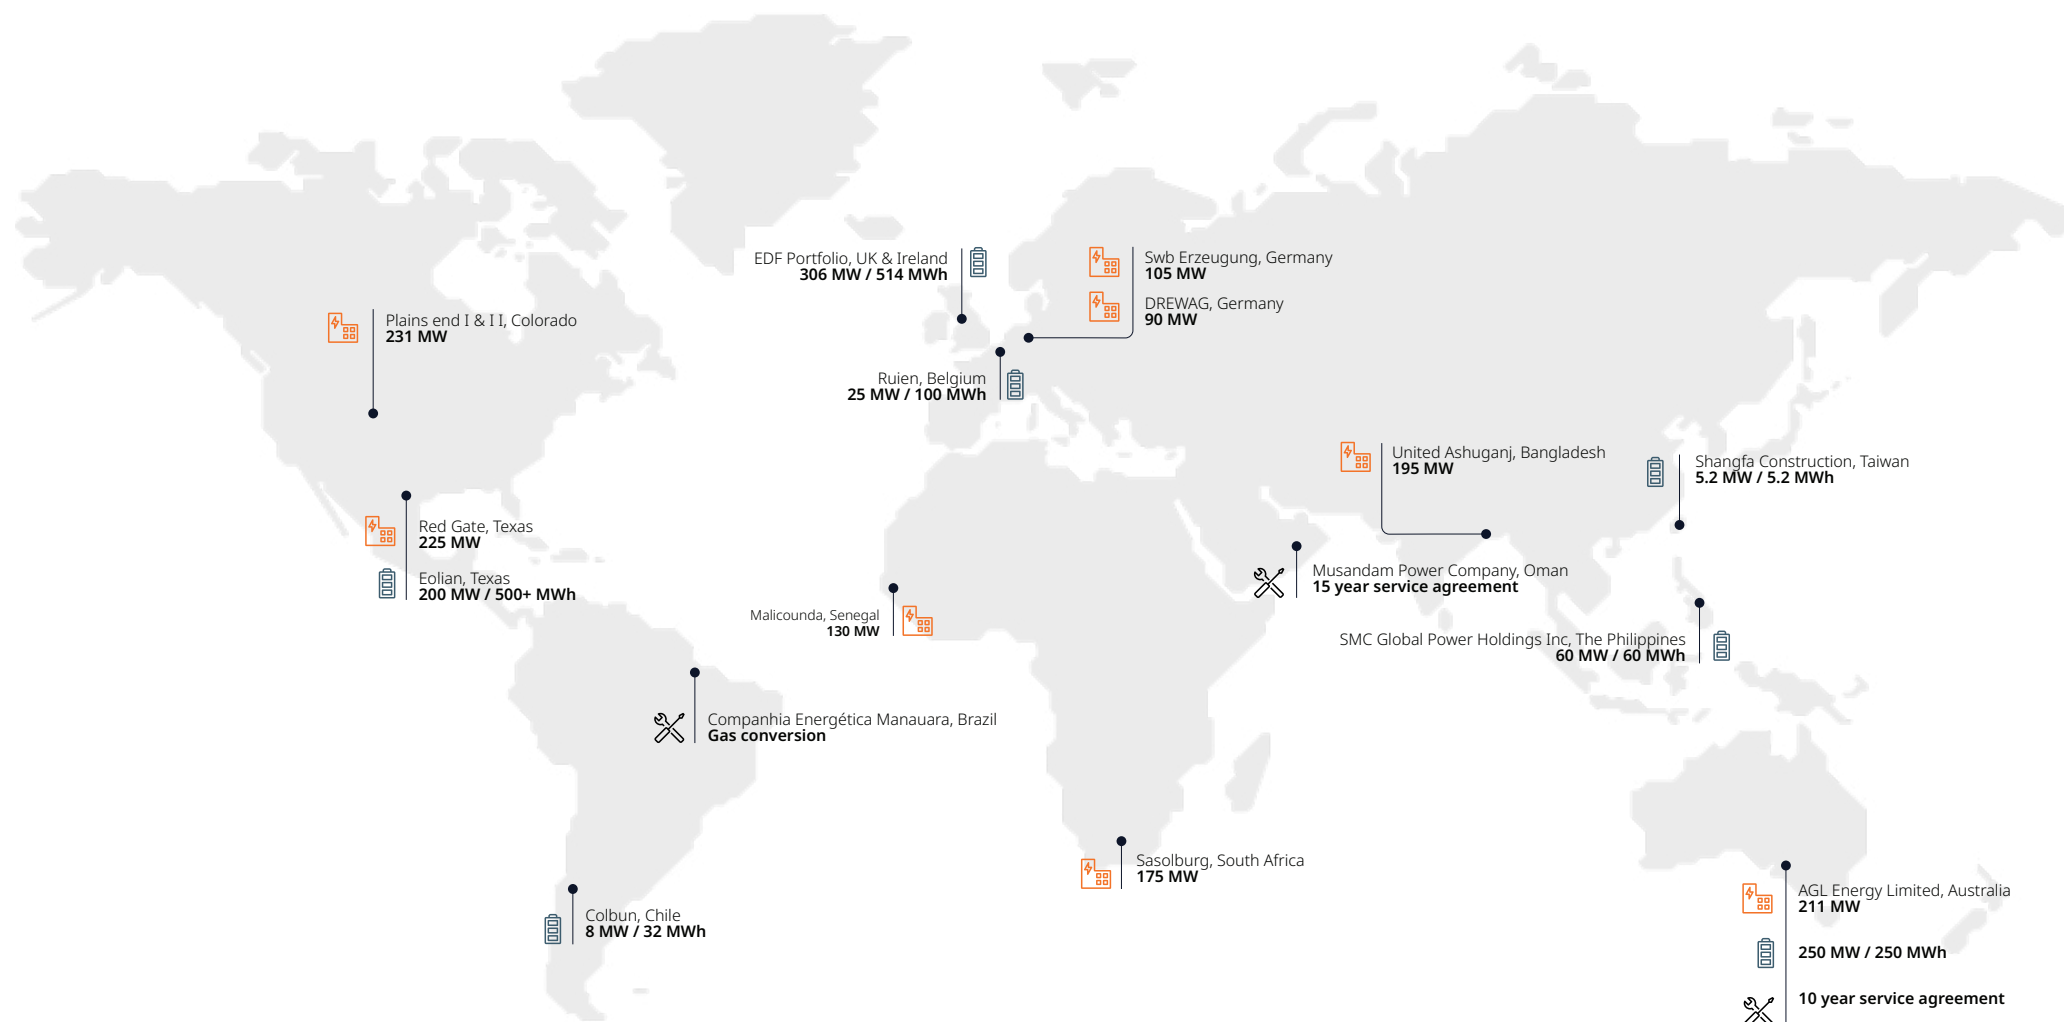 EDF Portfolio, UK & Ireland
306 MW / 514 MWh
Swb Erzeugung, Germany
105 MW
DREWAG, Germany
90 MW
Plains end I & I I, Colorado
231 MW
Ruien, Belgium
25 MW / 100 MWh
United Ashuganj, Bangladesh
195 MW
Shangfa Construction, Taiwan
5.2 MW / 5.2 MWh
Red Gate, Texas
225 MW
Eolian, Texas
200 MW / 500+ MWh
Musandam Power Company, Oman
15 year service agreement
Malicounda, Senegal
130 MW
SMC Global Power Holdings Inc, The Philippines
60 MW / 60 MWh
Companhia Energética Manauara, Brazil
Gas conversion
Sasolburg, South Africa
175 MW
AGL Energy Limited, Australia
211 MW
250 MW / 250 MWh
10 year service agreement
Colbun, Chile
8 MW / 32 MWh